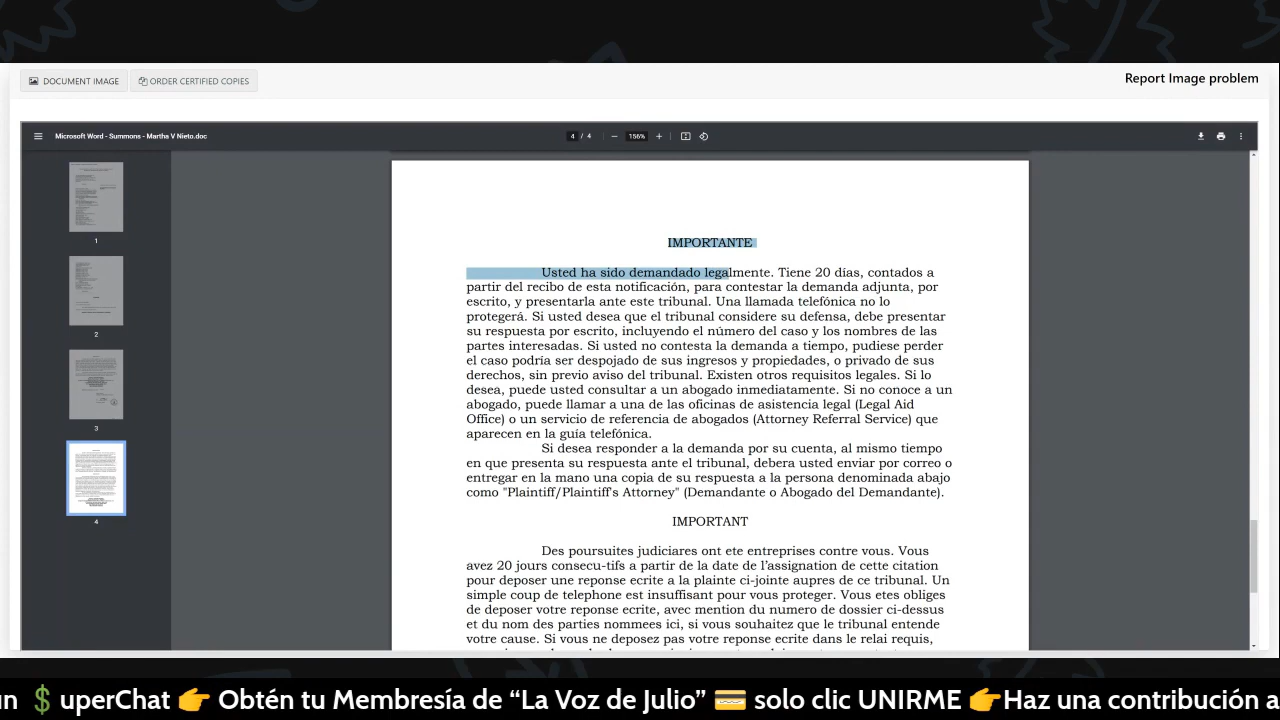 DOCUMENT IMAGE ORDER CERTIFIED COPIES Report Image problem
Microsoft Word - Summons - Martha V Nieto.doc 4 / 4 156%
1
2
3
4
IMPORTANTE
Usted ha sido demandado legalmente. Tiene 20 dias, contados a
partir del recibo de esta notificación, para contestar la demanda adjunta, por
escrito, y presentarla ante este tribunal. Una llamada telefónica no lo
protegerá. Si usted desea que el tribunal considere su defensa, debe presentar
su respuesta por escrito, incluyendo el número del caso y los nombres de las
partes interesadas. Si usted no contesta la demanda a tiempo, pudiese perder
el caso podría ser despojado de sus ingresos y propiedades, o privado de sus
derechos, sin previo aviso del tribunal. Existen otros requisitos legales. Si lo
desea, puede usted consultar a un abogado inmediatamente. Si no conoce a un
abogado, puede llamar a una de las oficinas de asistencia legal (Legal Aid
Office) o un servicio de referencia de abogados (Attorney Referral Service) que
aparecen en la guía telefónica.
Si desea responder a la demanda por su cuenta, al mismo tiempo
en que presenta su respuesta ante el tribunal, debera usted enviar por correo o
entregar en la mano una copia de su respuesta a la persona denominada abajo
como "Plaintiff/Plaintiff's Attorney" (Demandante o Abogado del Demandante).
IMPORTANT
Des poursuites judiciares ont ete entreprises contre vous. Vous
avez 20 jours consecu-tifs a partir de la date de l'assignation de cette citation
pour deposer une reponse ecrite a la plainte ci-jointe aupres de ce tribunal. Un
simple coup de telephone est insuffisant pour vous proteger. Vous etes obliges
de deposer votre reponse ecrite, avec mention du numero de dossier ci-dessus
et du nom des parties nommees ici, si vous souhaitez que le tribunal entende
votre cause. Si vous ne deposez pas votre reponse ecrite dans le relai requis,
un 💲uperChat 👉 Obtén tu Membresía de “La Voz de Julio” 💳 solo clic UNIRME 👉Haz una contribución a